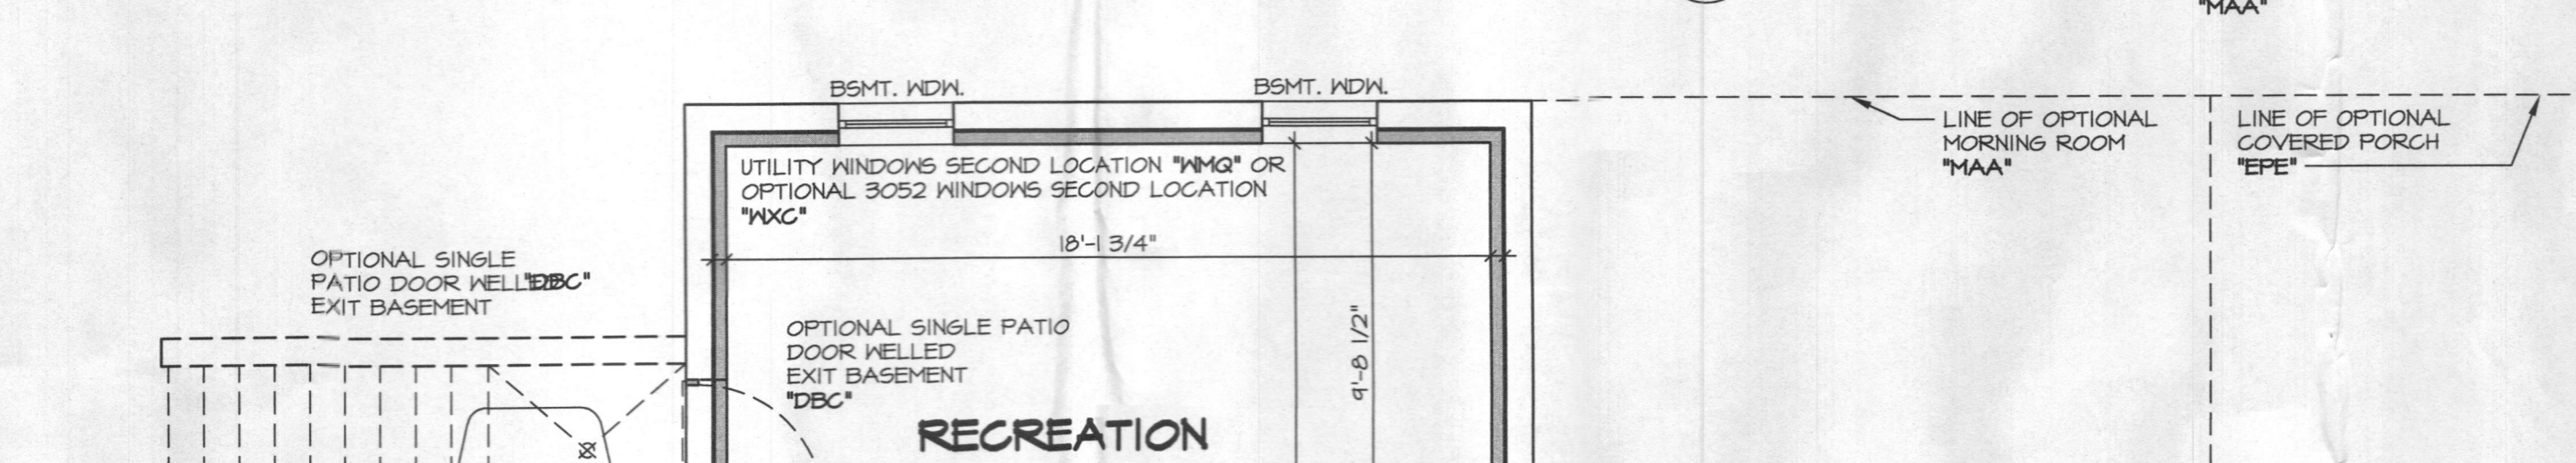 "MAA"
BSMT. WDW.
BSMT. WDW.
LINE OF OPTIONAL
MORNING ROOM
"MAA"
LINE OF OPTIONAL
COVERED PORCH
"EPE"
UTILITY WINDOWS SECOND LOCATION "WMQ" OR
OPTIONAL 3052 WINDOWS SECOND LOCATION
"WXC"
18'-1 3/4"
OPTIONAL SINGLE
PATIO DOOR WELLED "DBC"
EXIT BASEMENT
OPTIONAL SINGLE PATIO
DOOR WELLED
EXIT BASEMENT
"DBC"
9'-8 1/2"
RECREATION